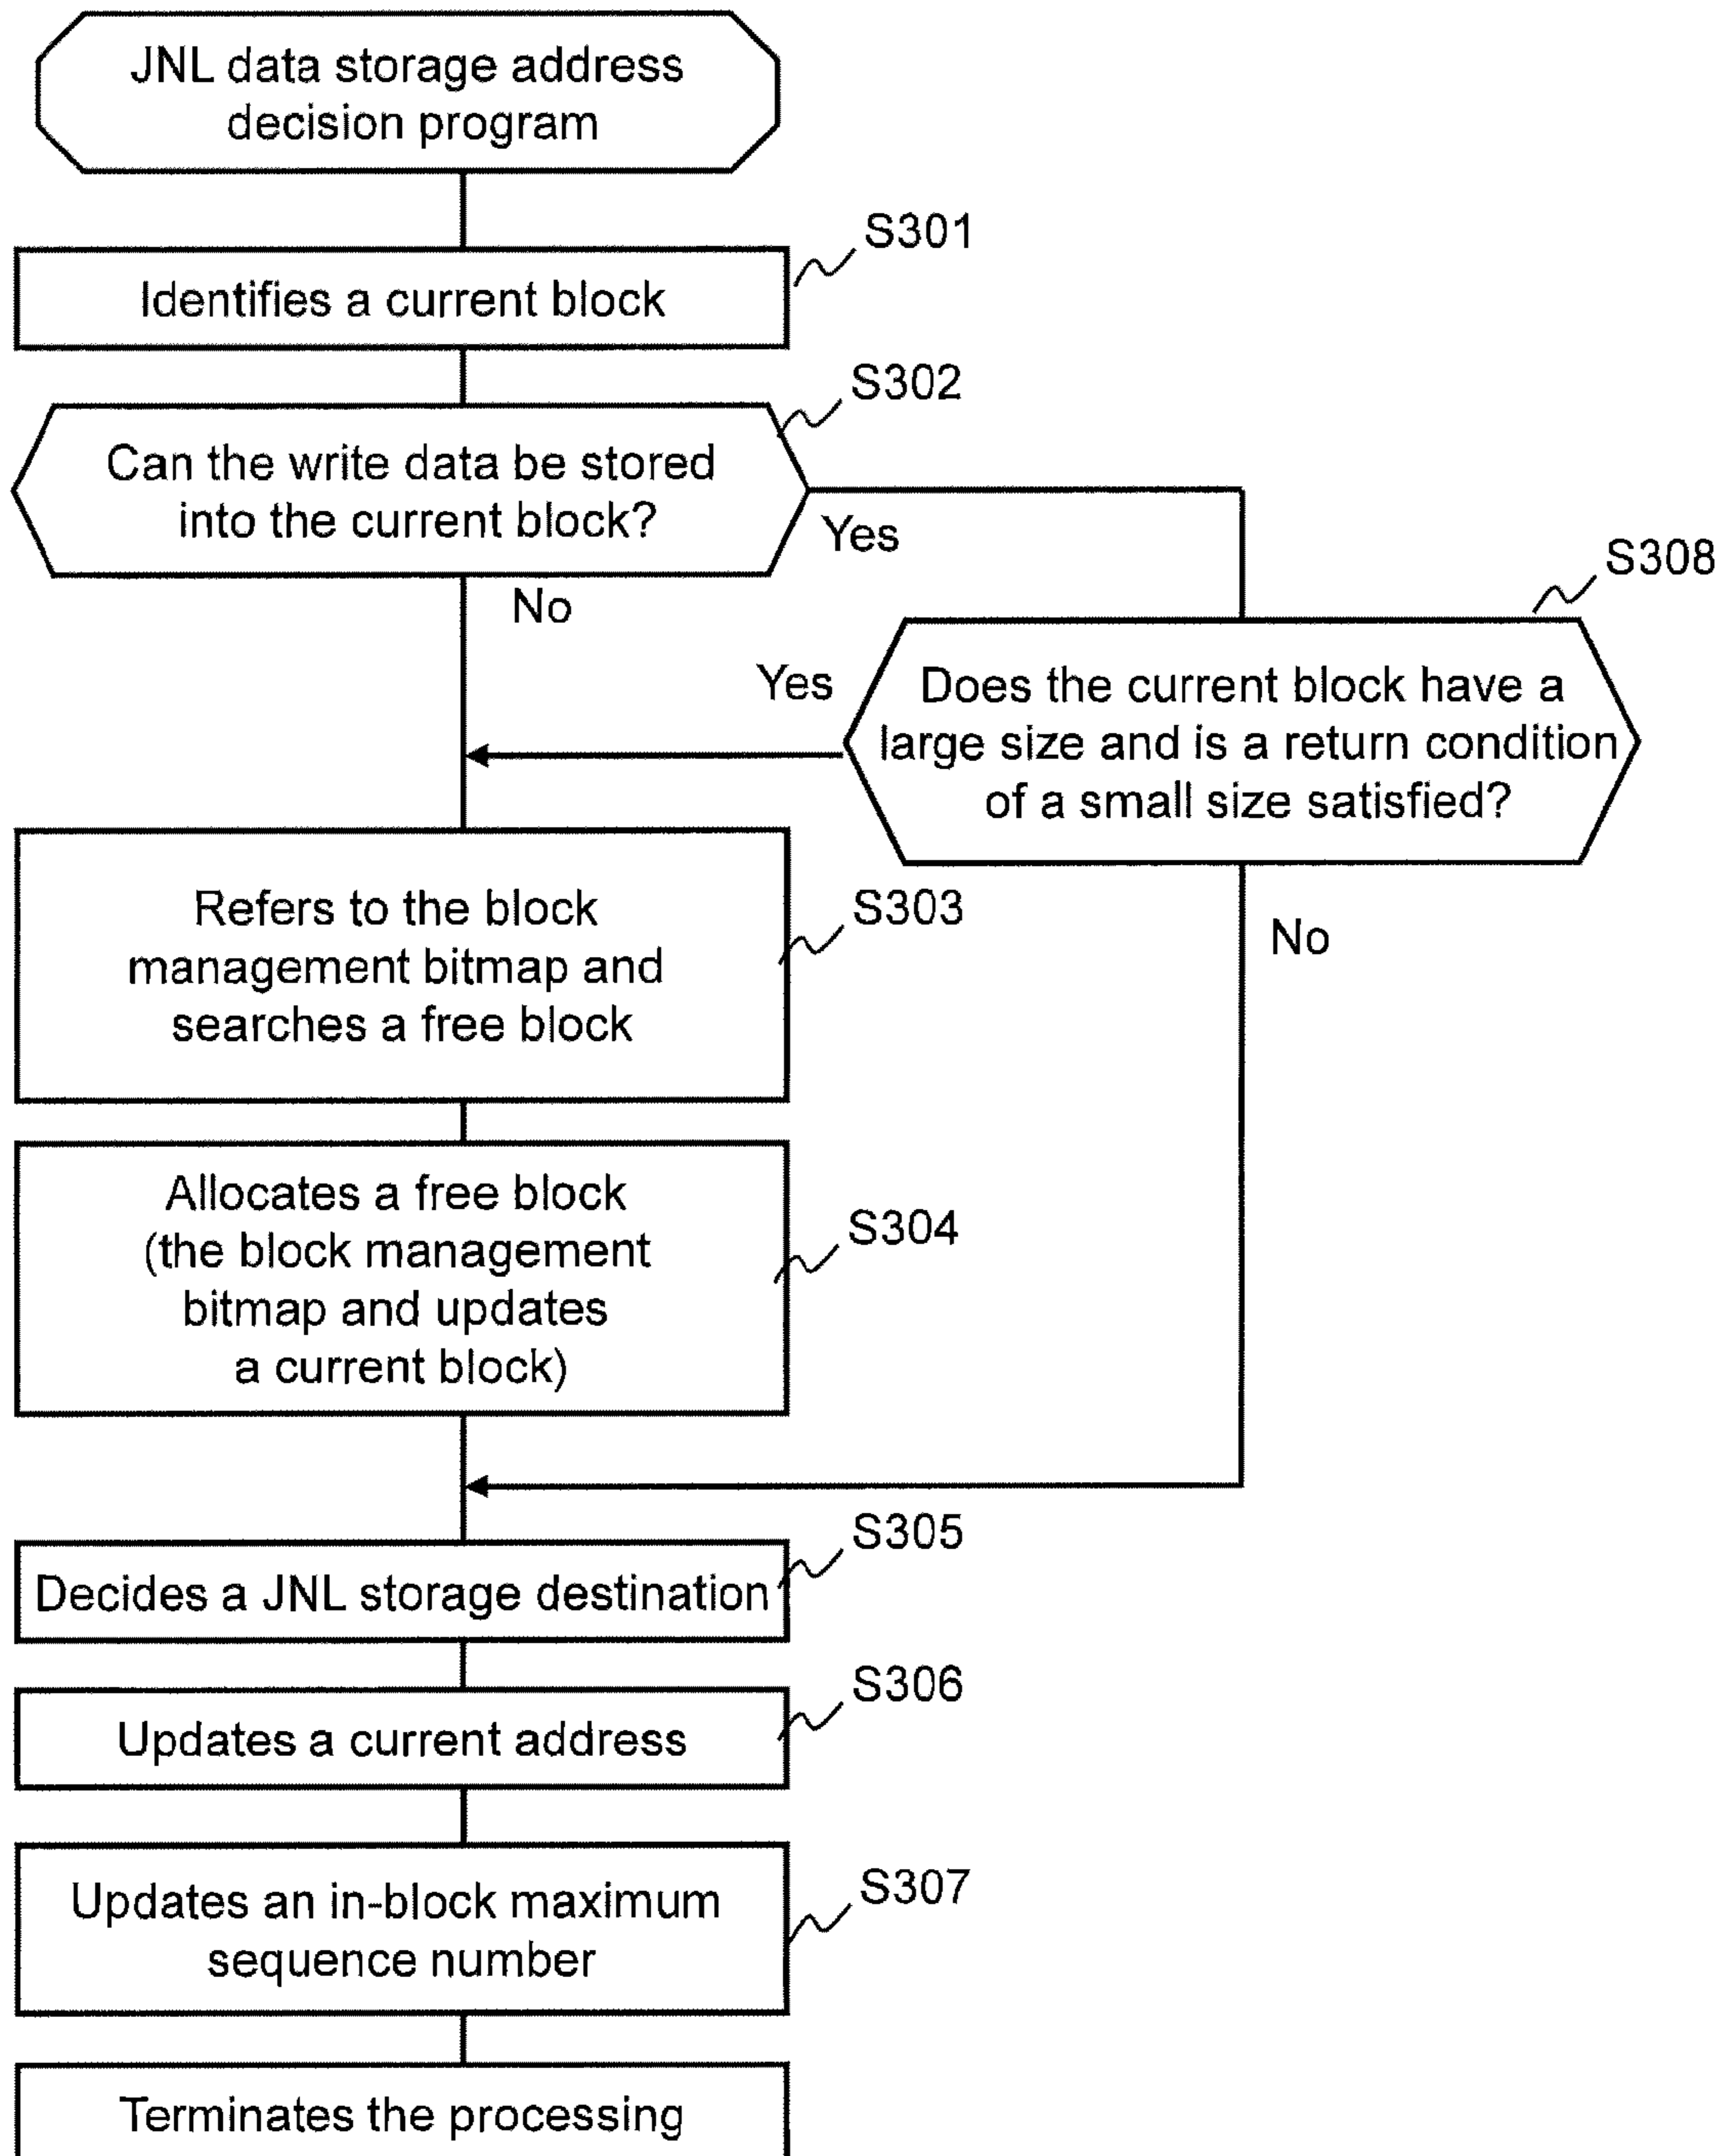 JNL data storage address
decision program
S301
Identifies a current block
S302
Can the write data be stored
into the current block?
Yes
No
S308
Yes
Does the current block have a
large size and is a return condition
of a small size satisfied?
No
S303
Refers to the block
management bitmap and
searches a free block
S304
Allocates a free block
(the block management
bitmap and updates
a current block)
S305
Decides a JNL storage destination
S306
Updates a current address
S307
Updates an in-block maximum
sequence number
Terminates the processing